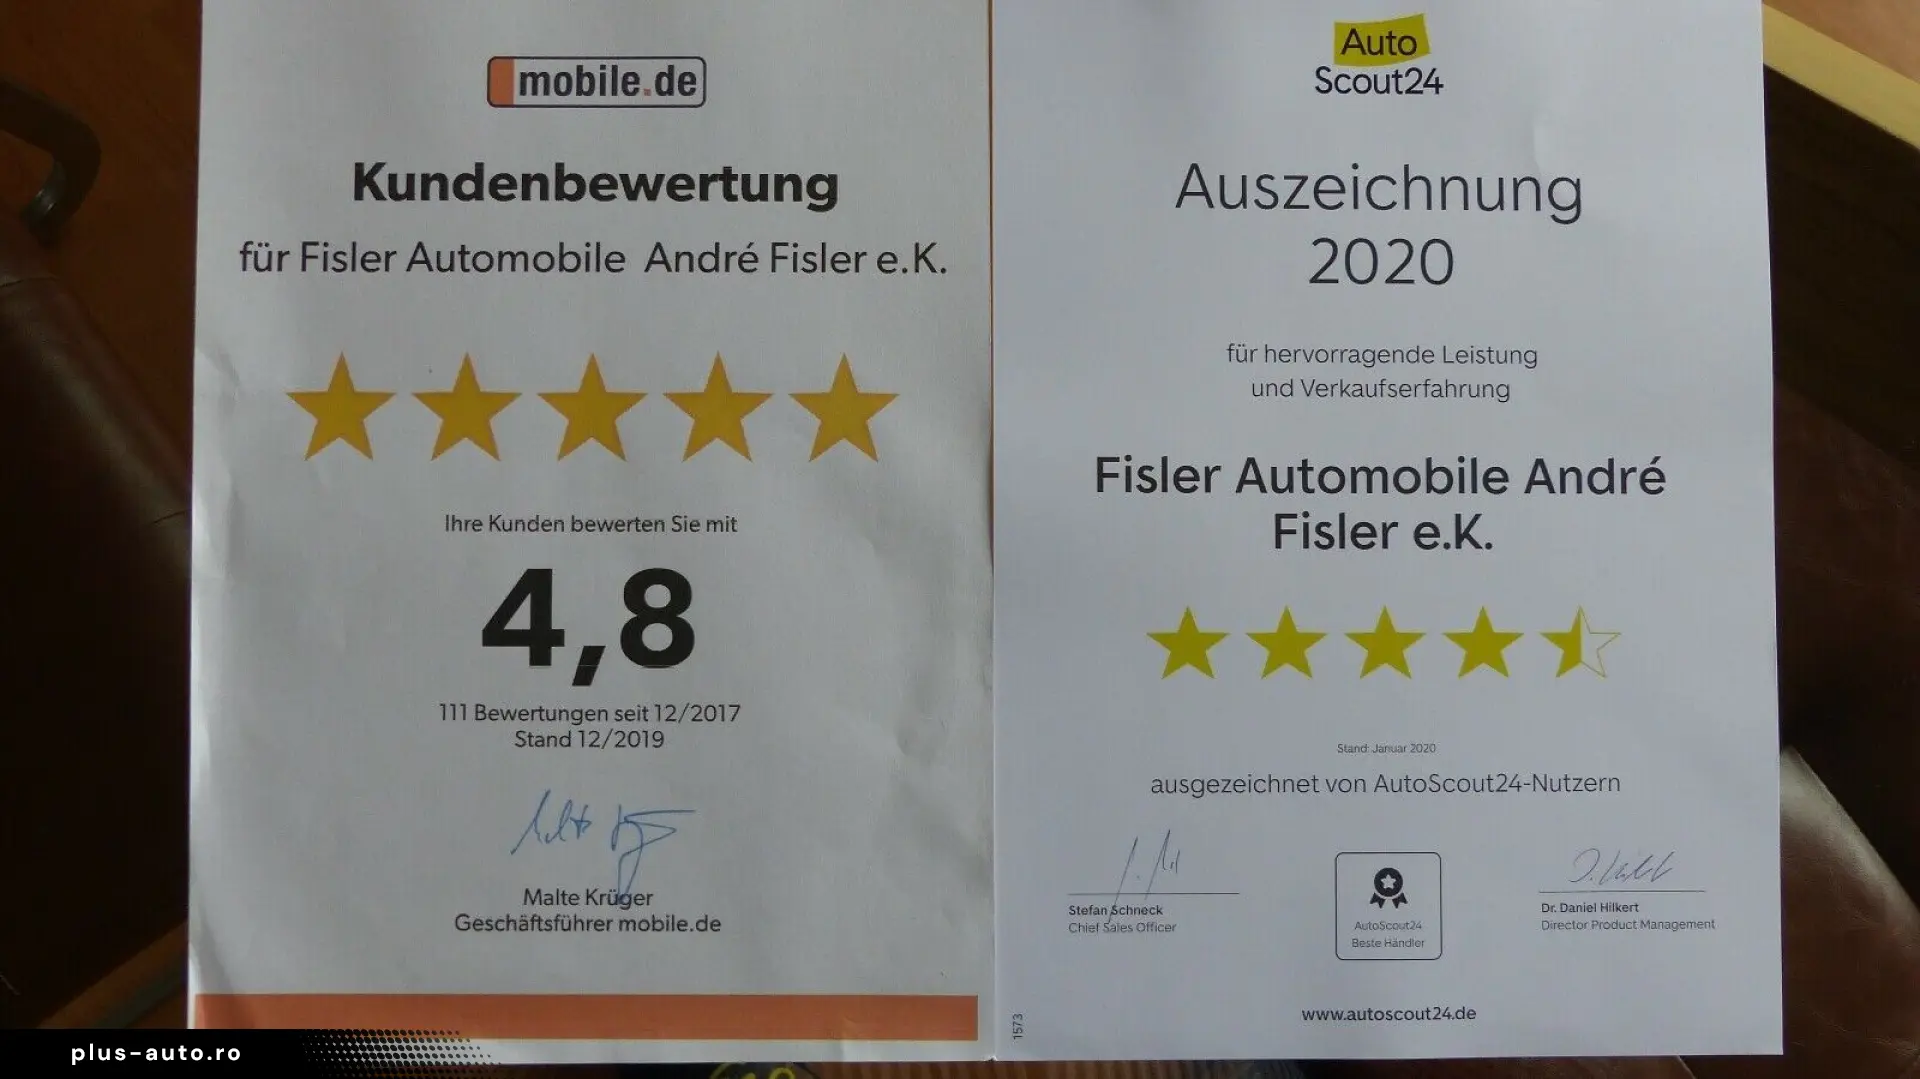 mobile.de
Kundenbewertung
für Fisler Automobile André Fisler e.K.
Ihre Kunden bewerten Sie mit
4,8
111 Bewertungen seit 12/2017
Stand 12/2019
Malte Krüger
Geschäftsführer mobile.de
Auto
Scout24
Auszeichnung
2020
für hervorragende Leistung
und Verkaufserfahrung
Fisler Automobile André
Fisler e.K.
Stand: Januar 2020
ausgezeichnet von AutoScout24-Nutzern
Stefan Schneck
Chief Sales Officer
AutoScout24
Beste Händler
Dr. Daniel Hilkert
Director Product Management
www.autoscout24.de
1573
plus-auto.ro